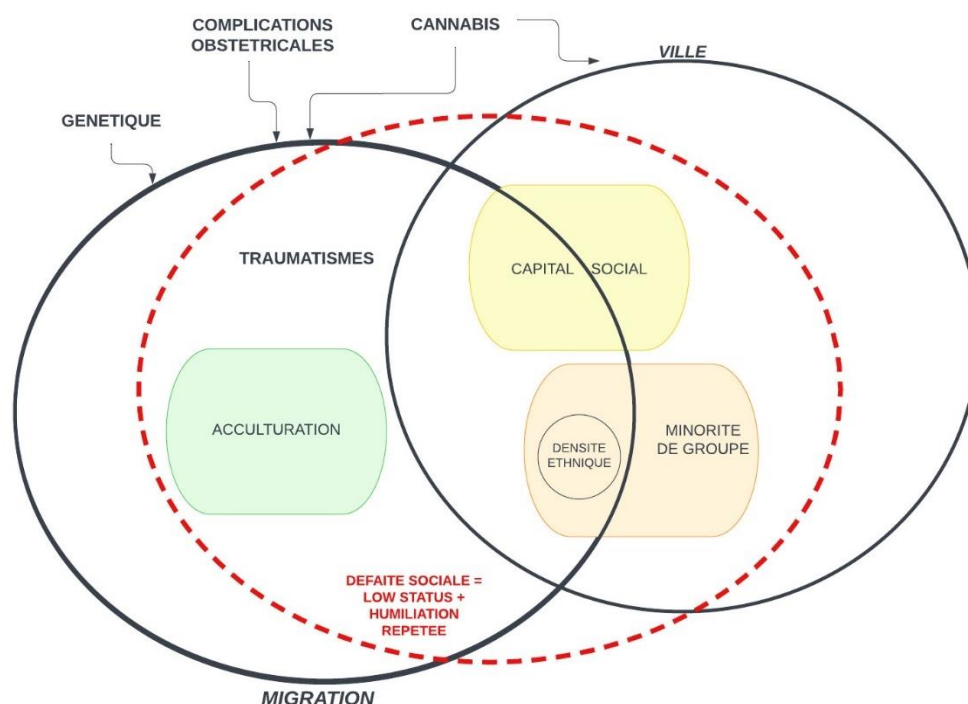 COMPLICATIONS
OBSTETRICALES
CANNABIS
VILLE
GENETIQUE
TRAUMATISMES
CAPITAL SOCIAL
ACCULTURATION
MINORITE
DE GROUPE
DENSITE
ETHNIQUE
DEFAITE SOCIALE =
LOW STATUS +
HUMILIATION
REPETEE
MIGRATION